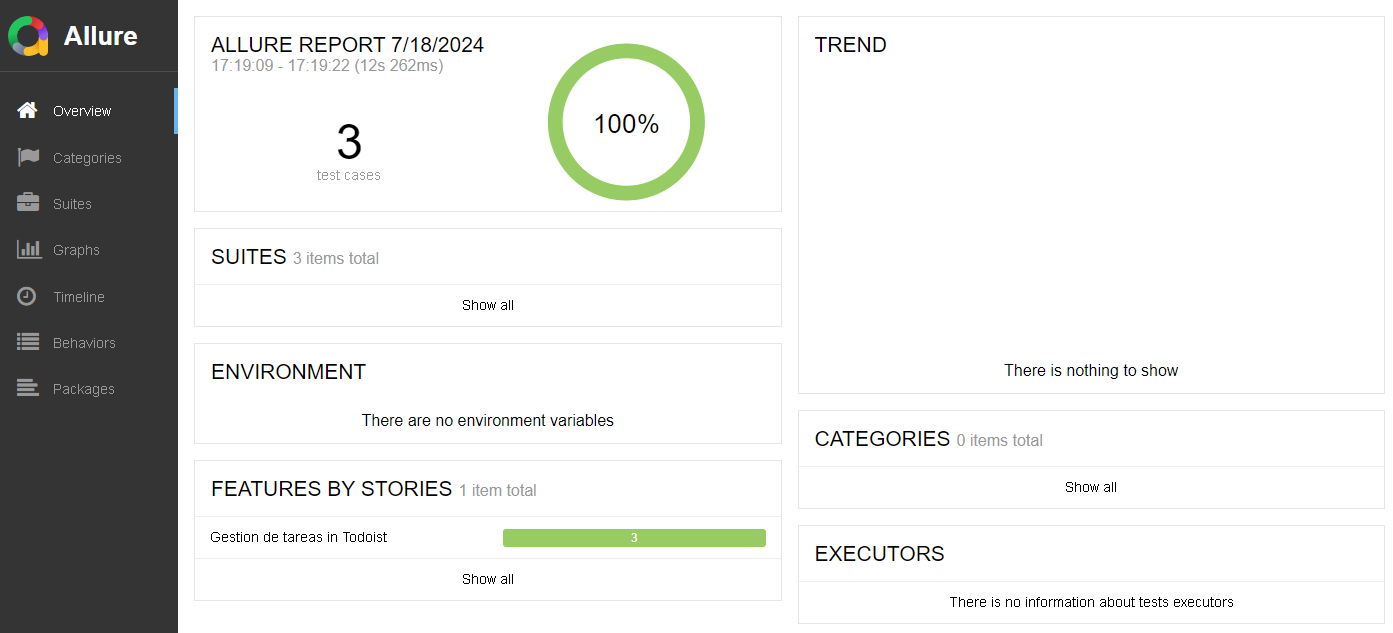 Allure
Overview
Categories
Suites
Graphs
Timeline
Behaviors
Packages
ALLURE REPORT 7/18/2024
17:19:09 - 17:19:22 (12s 262ms)
3
test cases
100%
SUITES 3 items total
Show all
ENVIRONMENT
There are no environment variables
FEATURES BY STORIES 1 item total
Gestion de tareas in Todoist 3
Show all
TREND
There is nothing to show
CATEGORIES 0 items total
Show all
EXECUTORS
There is no information about tests executors